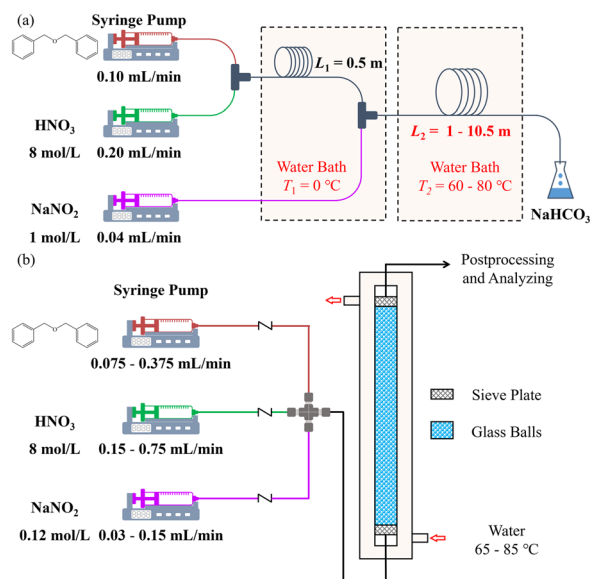 (a)
Syringe Pump
0.10 mL/min
HNO3
8 mol/L 0.20 mL/min
NaNO2
1 mol/L 0.04 mL/min
L1 = 0.5 m
Water Bath
T1 = 0 ℃
L2 = 1 - 10.5 m
Water Bath
T2 = 60 - 80 ℃
NaHCO3
(b)
Syringe Pump
0.075 - 0.375 mL/min
HNO3
8 mol/L 0.15 - 0.75 mL/min
NaNO2
0.12 mol/L 0.03 - 0.15 mL/min
Postprocessing
and Analyzing
Sieve Plate
Glass Balls
Water
65 - 85 ℃
O
O